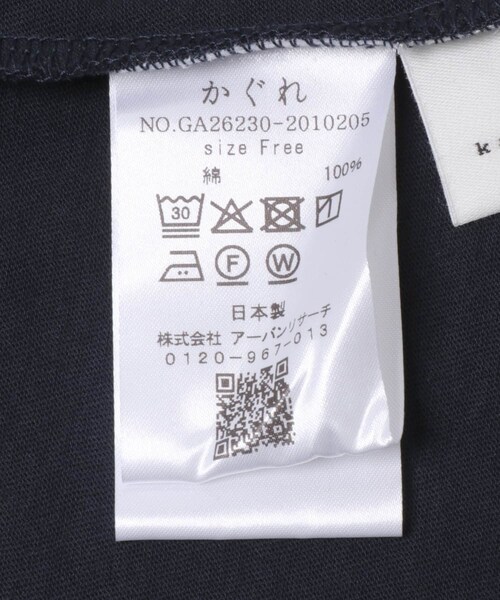 かぐれ
NO.GA26230-2010205
size Free
綿 100%
30
F W
日本製
株式会社 アーバンリサーチ
0120-967-013
k